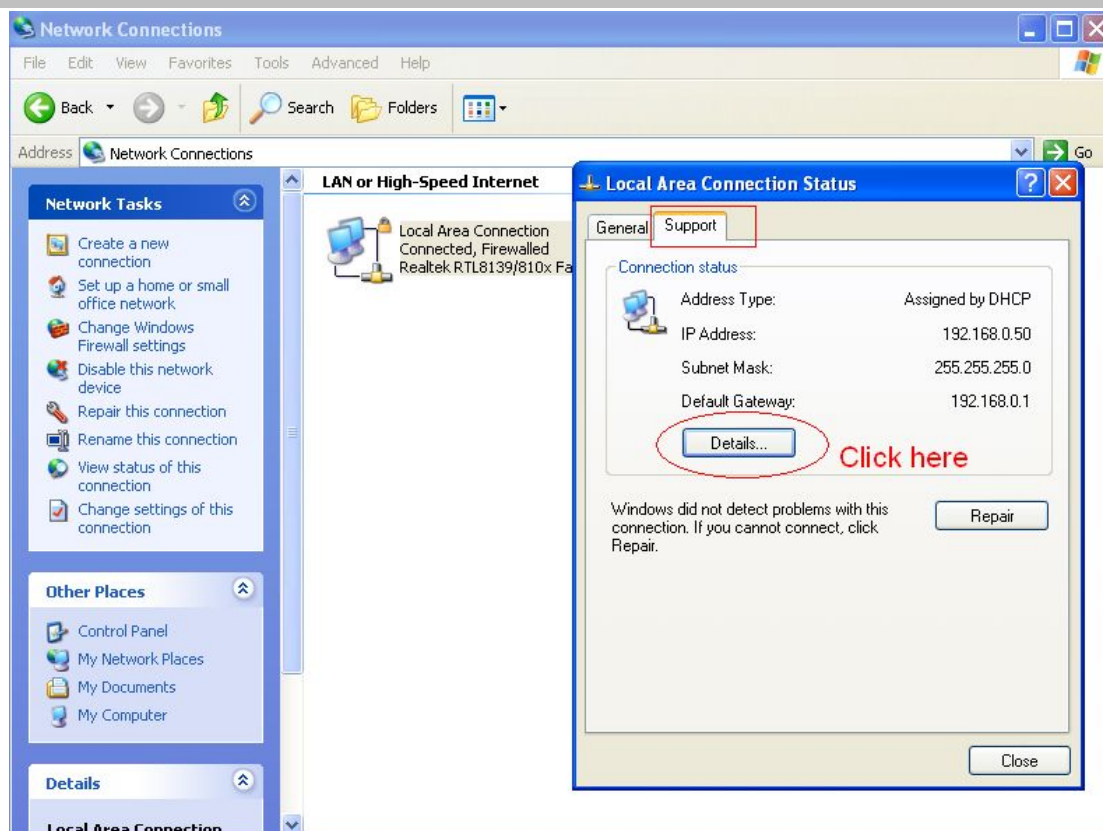 Network Connections
File Edit View Favorites Tools Advanced Help
Back Search Folders
Address Network Connections Go
Network Tasks
Create a new
connection
Set up a home or small
office network
Change Windows
Firewall settings
Disable this network
device
Repair this connection
Rename this connection
View status of this
connection
Change settings of this
connection
Other Places
Control Panel
My Network Places
My Documents
My Computer
Details
Local Area Connection
LAN or High-Speed Internet
Local Area Connection
Connected, Firewalled
Realtek RTL8139/810x Fa
Local Area Connection Status
General Support
Connection status
Address Type: Assigned by DHCP
IP Address: 192.168.0.50
Subnet Mask: 255.255.255.0
Default Gateway: 192.168.0.1
Details...
Click here
Windows did not detect problems with this
connection. If you cannot connect, click
Repair.
Repair
Close